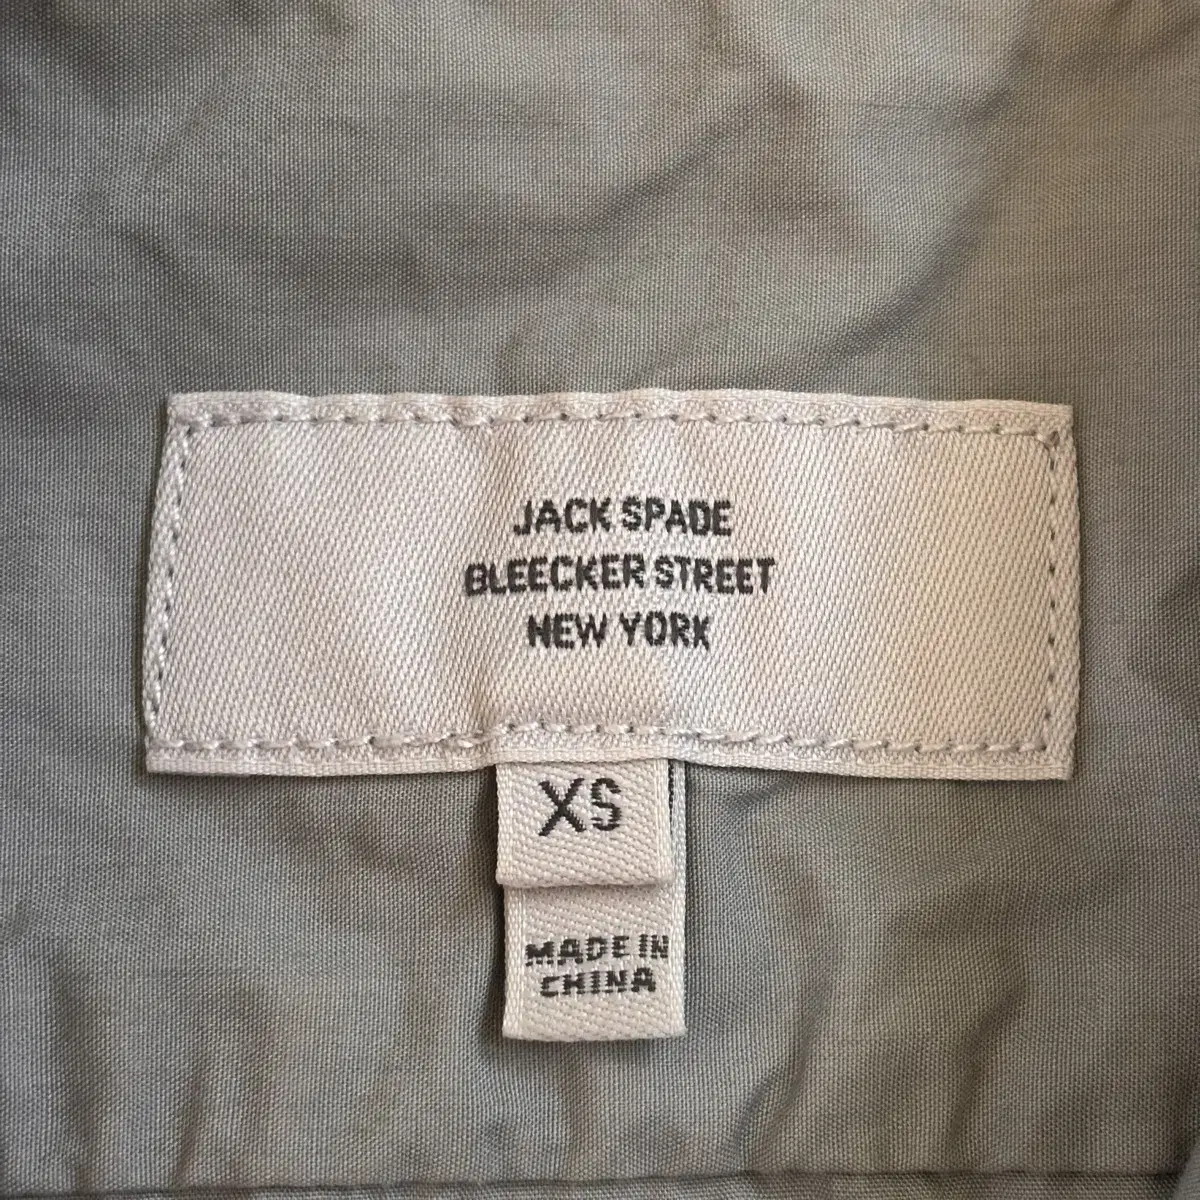 JACK SPADE
BLEECKER STREET
NEW YORK
XS
MADE IN
CHINA